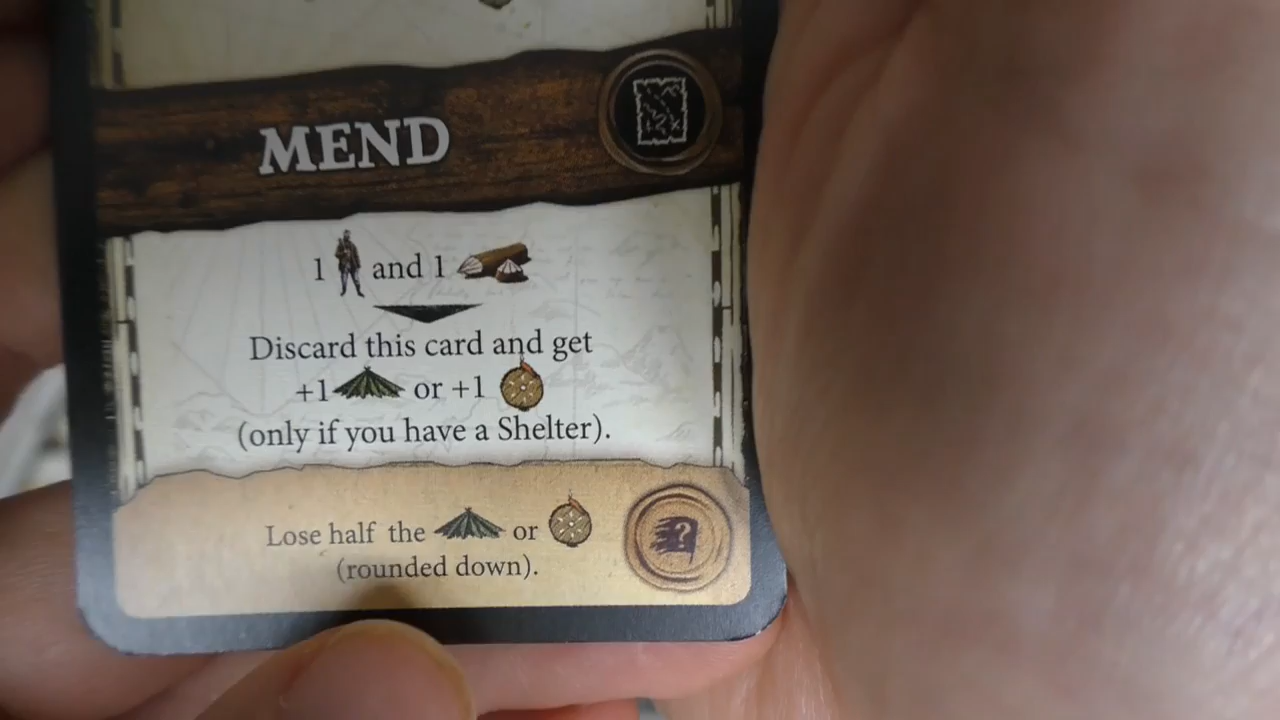 MEND
1 and 1
Discard this card and get
+1 or +1
(only if you have a Shelter).
Lose half the or
(rounded down).
?